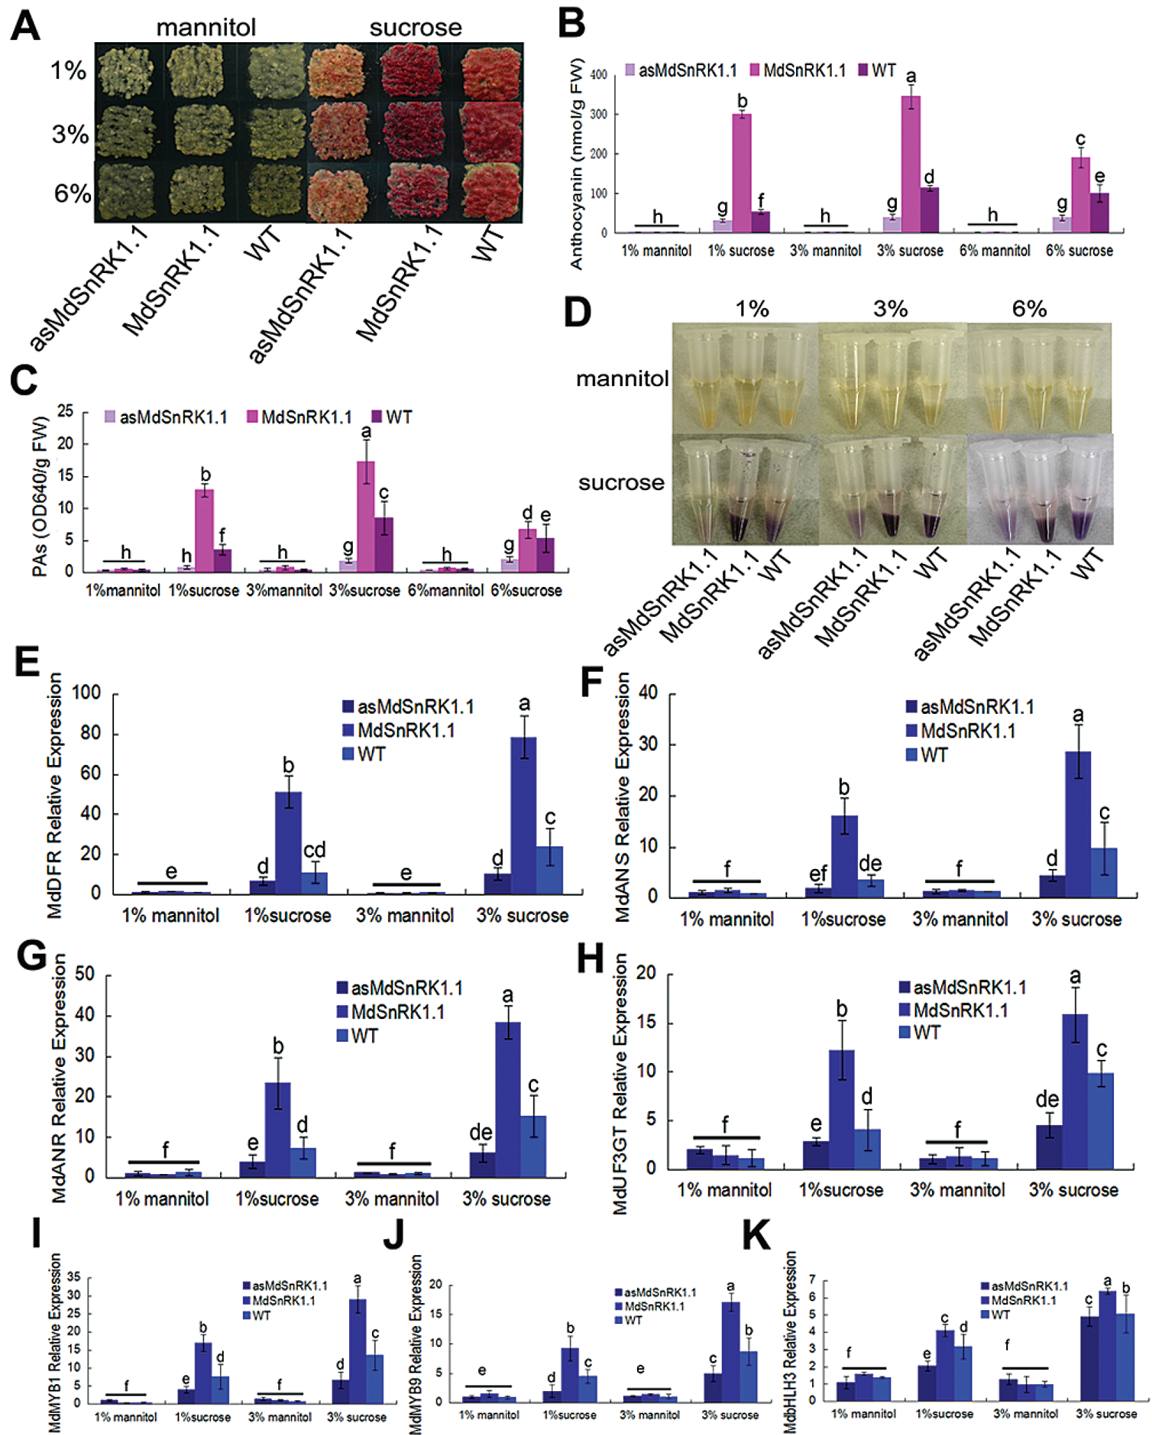 A
mannitol
sucrose
1%
3%
6%
asMdSnRK1.1
MdSnRK1.1
WT
asMdSnRK1.1
MdSnRK1.1
WT
B
asMdSnRK1.1
MdSnRK1.1
WT
Anthocyanin (nmol/g FW)
400
300
200
100
0
h
g
b
f
h
g
a
d
h
g
c
e
1% mannitol
1% sucrose
3% mannitol
3% sucrose
6% mannitol
6% sucrose
C
asMdSnRK1.1
MdSnRK1.1
WT
PAs (OD640/g FW)
25
20
15
10
5
0
h
h
b
f
h
g
a
c
h
g
d
e
1%mannitol
1%sucrose
3%mannitol
3%sucrose
6%mannitol
6%sucrose
D
1%
3%
6%
mannitol
sucrose
asMdSnRK1.1
MdSnRK1.1
WT
asMdSnRK1.1
MdSnRK1.1
WT
asMdSnRK1.1
MdSnRK1.1
WT
E
MdDFR Relative Expression
100
80
60
40
20
0
asMdSnRK1.1
MdSnRK1.1
WT
e
d
b
cd
e
d
a
c
1% mannitol
1%sucrose
3% mannitol
3% sucrose
F
MdANS Relative Expression
40
30
20
10
0
asMdSnRK1.1
MdSnRK1.1
WT
f
ef
b
de
f
d
a
c
1% mannitol
1%sucrose
3% mannitol
3% sucrose
G
MdANR Relative Expression
50
40
30
20
10
0
asMdSnRK1.1
MdSnRK1.1
WT
f
e
b
d
f
de
a
c
1% mannitol
1%sucrose
3% mannitol
3% sucrose
H
MdUF3GT Relative Expression
20
15
10
5
0
asMdSnRK1.1
MdSnRK1.1
WT
f
e
b
d
f
de
a
c
1% mannitol
1%sucrose
3% mannitol
3% sucrose
I
MdMYB1 Relative Expression
35
30
25
20
15
10
5
0
asMdSnRK1.1
MdSnRK1.1
WT
f
e
b
d
f
d
a
c
1% mannitol
1%sucrose
3% mannitol
3% sucrose
J
MdMYB9 Relative Expression
20
15
10
5
0
asMdSnRK1.1
MdSnRK1.1
WT
e
d
b
c
e
c
a
b
1% mannitol
1%sucrose
3% mannitol
3% sucrose
K
MdbHLH3 Relative Expression
7
6
5
4
3
2
1
0
asMdSnRK1.1
MdSnRK1.1
WT
f
e
c
d
f
c
a
b
1% mannitol
1%sucrose
3% mannitol
3% sucrose